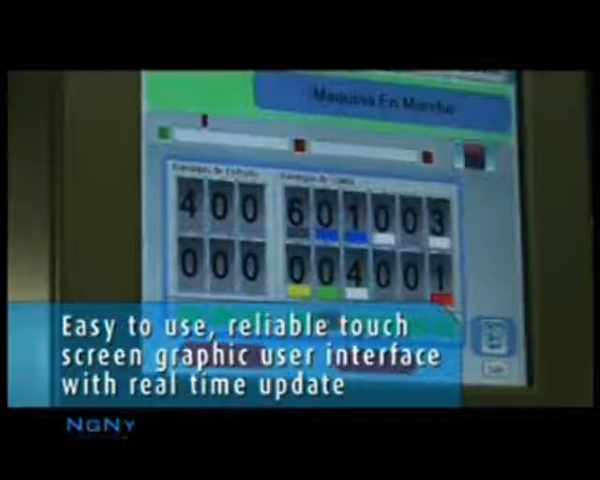 Maquina En Marcha
400 601003
000 004001
Easy to use, reliable touch
screen graphic user interface
with real time update
NGNY